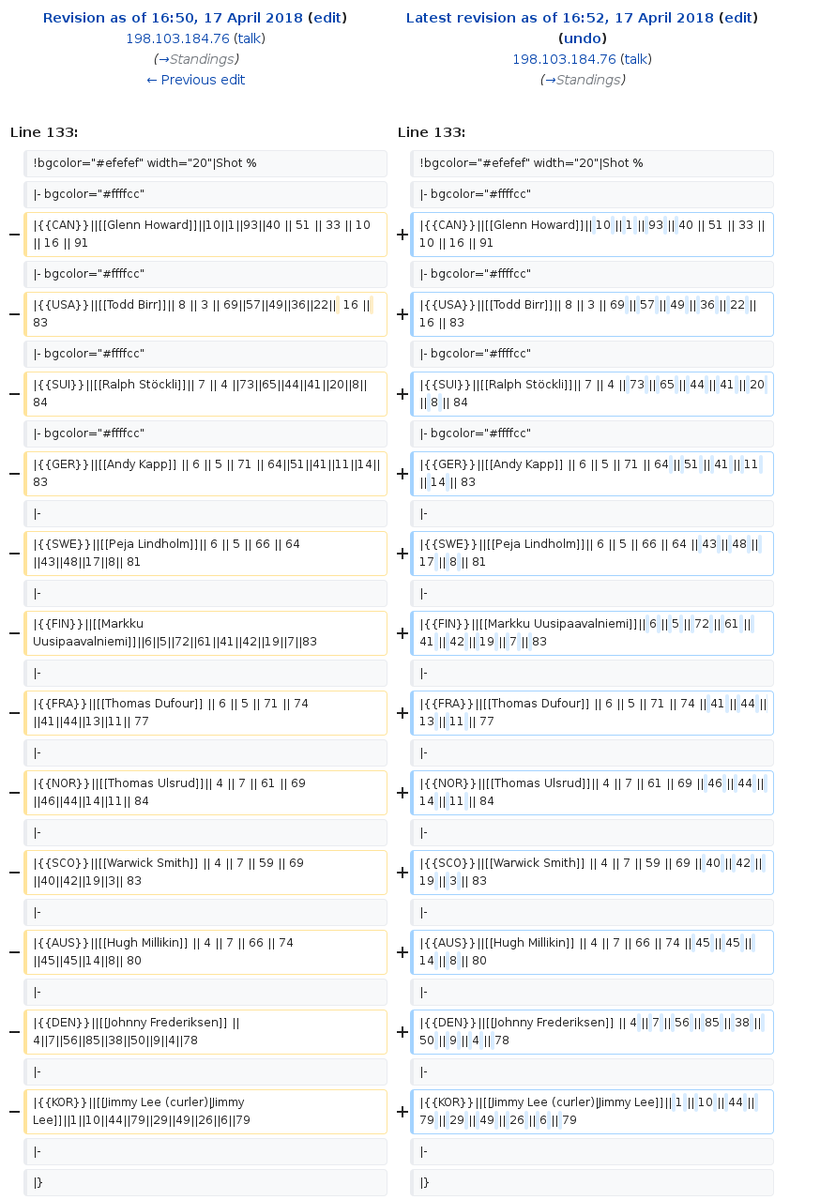 Revision as of 16:50, 17 April 2018 (edit)
198.103.184.76 (talk)
(→Standings)
← Previous edit
Latest revision as of 16:52, 17 April 2018 (edit)
(undo)
198.103.184.76 (talk)
(→Standings)
Line 133:
Line 133:
!bgcolor="#efefef" width="20"|Shot %
!bgcolor="#efefef" width="20"|Shot %
|- bgcolor="#ffffcc"
|- bgcolor="#ffffcc"
− |{{CAN}}||[[Glenn Howard]]||10||1||93||40 || 51 || 33 || 10
|| 16 || 91
+ |{{CAN}}||[[Glenn Howard]]|| 10 || 1 || 93 || 40 || 51 || 33 ||
10 || 16 || 91
|- bgcolor="#ffffcc"
|- bgcolor="#ffffcc"
− |{{USA}}||[[Todd Birr]]|| 8 || 3 || 69||57||49||36||22|| 16 ||
83
+ |{{USA}}||[[Todd Birr]]|| 8 || 3 || 69 || 57 || 49 || 36 || 22 ||
16 || 83
|- bgcolor="#ffffcc"
|- bgcolor="#ffffcc"
− |{{SUI}}||[[Ralph Stöckli]]|| 7 || 4 ||73||65||44||41||20||8||
84
+ |{{SUI}}||[[Ralph Stöckli]]|| 7 || 4 || 73 || 65 || 44 || 41 || 20
|| 8 || 84
|- bgcolor="#ffffcc"
|- bgcolor="#ffffcc"
− |{{GER}}||[[Andy Kapp]] || 6 || 5 || 71 || 64||51||41||11||14||
83
+ |{{GER}}||[[Andy Kapp]] || 6 || 5 || 71 || 64 || 51 || 41 || 11
|| 14 || 83
|-
|-
− |{{SWE}}||[[Peja Lindholm]]|| 6 || 5 || 66 || 64
||43||48||17||8|| 81
+ |{{SWE}}||[[Peja Lindholm]]|| 6 || 5 || 66 || 64 || 43 || 48 ||
17 || 8 || 81
|-
|-
− |{{FIN}}||[[Markku
Uusipaavalniemi]]||6||5||72||61||41||42||19||7||83
+ |{{FIN}}||[[Markku Uusipaavalniemi]]|| 6 || 5 || 72 || 61 ||
41 || 42 || 19 || 7 || 83
|-
|-
− |{{FRA}}||[[Thomas Dufour]] || 6 || 5 || 71 || 74
||41||44||13||11|| 77
+ |{{FRA}}||[[Thomas Dufour]] || 6 || 5 || 71 || 74 || 41 || 44 ||
13 || 11 || 77
|-
|-
− |{{NOR}}||[[Thomas Ulsrud]]|| 4 || 7 || 61 || 69
||46||44||14||11|| 84
+ |{{NOR}}||[[Thomas Ulsrud]]|| 4 || 7 || 61 || 69 || 46 || 44 ||
14 || 11 || 84
|-
|-
− |{{SCO}}||[[Warwick Smith]] || 4 || 7 || 59 || 69
||40||42||19||3|| 83
+ |{{SCO}}||[[Warwick Smith]] || 4 || 7 || 59 || 69 || 40 || 42 ||
19 || 3 || 83
|-
|-
− |{{AUS}}||[[Hugh Millikin]] || 4 || 7 || 66 || 74
||45||45||14||8|| 80
+ |{{AUS}}||[[Hugh Millikin]] || 4 || 7 || 66 || 74 || 45 || 45 ||
14 || 8 || 80
|-
|-
− |{{DEN}}||[[Johnny Frederiksen]] ||
4||7||56||85||38||50||9||4||78
+ |{{DEN}}||[[Johnny Frederiksen]] || 4 || 7 || 56 || 85 || 38 ||
50 || 9 || 4 || 78
|-
|-
− |{{KOR}}||[[Jimmy Lee (curler)|Jimmy
Lee]]||1||10||44||79||29||49||26||6||79
+ |{{KOR}}||[[Jimmy Lee (curler)|Jimmy Lee]]|| 1 || 10 || 44 ||
79 || 29 || 49 || 26 || 6 || 79
|-
|-
|}
|}